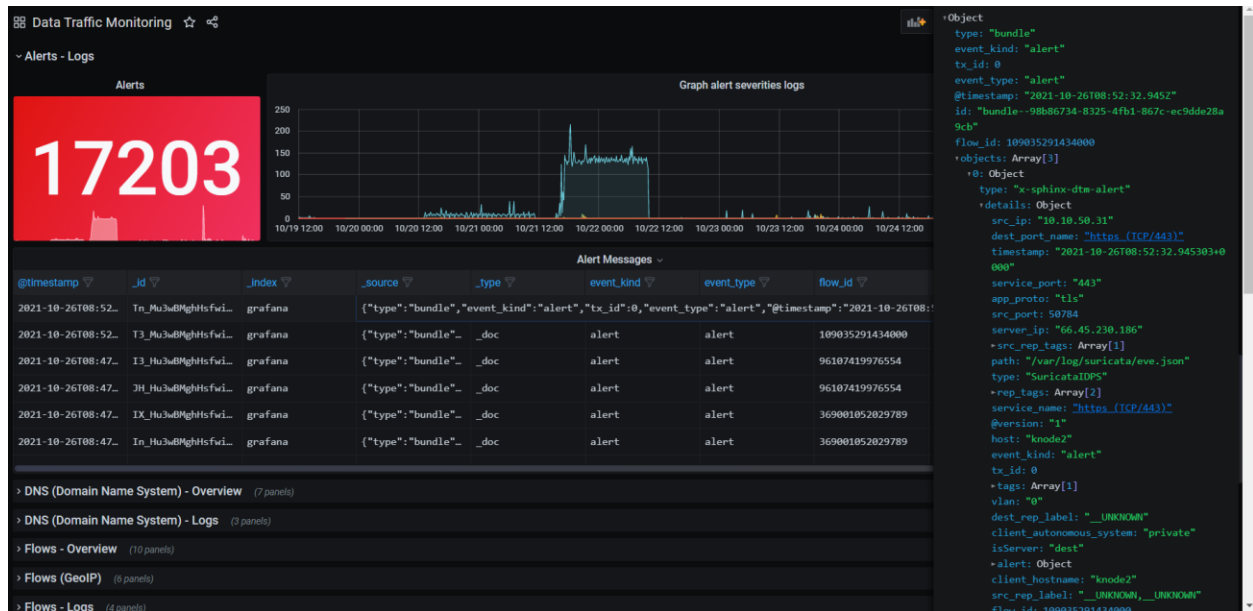 Data Traffic Monitoring
Alerts - Logs
Alerts
17203
Graph alert severities logs
250
200
150
100
50
0
10/19 12:00 10/20 00:00 10/20 12:00 10/21 00:00 10/21 12:00 10/22 00:00 10/22 12:00 10/23 00:00 10/23 12:00 10/24 00:00 10/24 12:00
Alert Messages
@timestamp _id _index _source _type event_kind event_type flow_id
2021-10-26T08:52… Tn_Mu3wBMghHsfwi… grafana {"type":"bundle","event_kind":"alert","tx_id":0,"event_type":"alert","@timestamp":"2021-10-26T08:
2021-10-26T08:52… T3_Mu3wBMghHsfwi… grafana {"type":"bundle"… _doc alert alert 109035291434000
2021-10-26T08:47… I3_Hu3wBMghHsfwi… grafana {"type":"bundle"… _doc alert alert 96107419976554
2021-10-26T08:47… JH_Hu3wBMghHsfwi… grafana {"type":"bundle"… _doc alert alert 96107419976554
2021-10-26T08:47… IX_Hu3wBMghHsfwi… grafana {"type":"bundle"… _doc alert alert 369001052029789
2021-10-26T08:47… In_Hu3wBMghHsfwi… grafana {"type":"bundle"… _doc alert alert 369001052029789
DNS (Domain Name System) - Overview (7 panels)
DNS (Domain Name System) - Logs (3 panels)
Flows - Overview (10 panels)
Flows (GeoIP) (6 panels)
Flows - Logs (4 panels)
Object
type: "bundle"
event_kind: "alert"
tx_id: 0
event_type: "alert"
@timestamp: "2021-10-26T08:52:32.945Z"
id: "bundle--98b86734-8325-4fb1-867c-ec9dde28a
9cb"
flow_id: 109035291434000
objects: Array[3]
0: Object
type: "x-sphinx-dtm-alert"
details: Object
src_ip: "10.10.50.31"
dest_port_name: "https (TCP/443)"
timestamp: "2021-10-26T08:52:32.945303+0
000"
service_port: "443"
app_proto: "tls"
src_port: 50784
server_ip: "66.45.230.186"
src_rep_tags: Array[1]
path: "/var/log/suricata/eve.json"
type: "SuricataIDPS"
rep_tags: Array[2]
service_name: "https (TCP/443)"
@version: "1"
host: "knode2"
event_kind: "alert"
tx_id: 0
tags: Array[1]
vlan: "0"
dest_rep_label: "__UNKNOWN"
client_autonomous_system: "private"
isServer: "dest"
alert: Object
client_hostname: "knode2"
src_rep_label: "__UNKNOWN,__UNKNOWN"
flow_id: 109035291434000